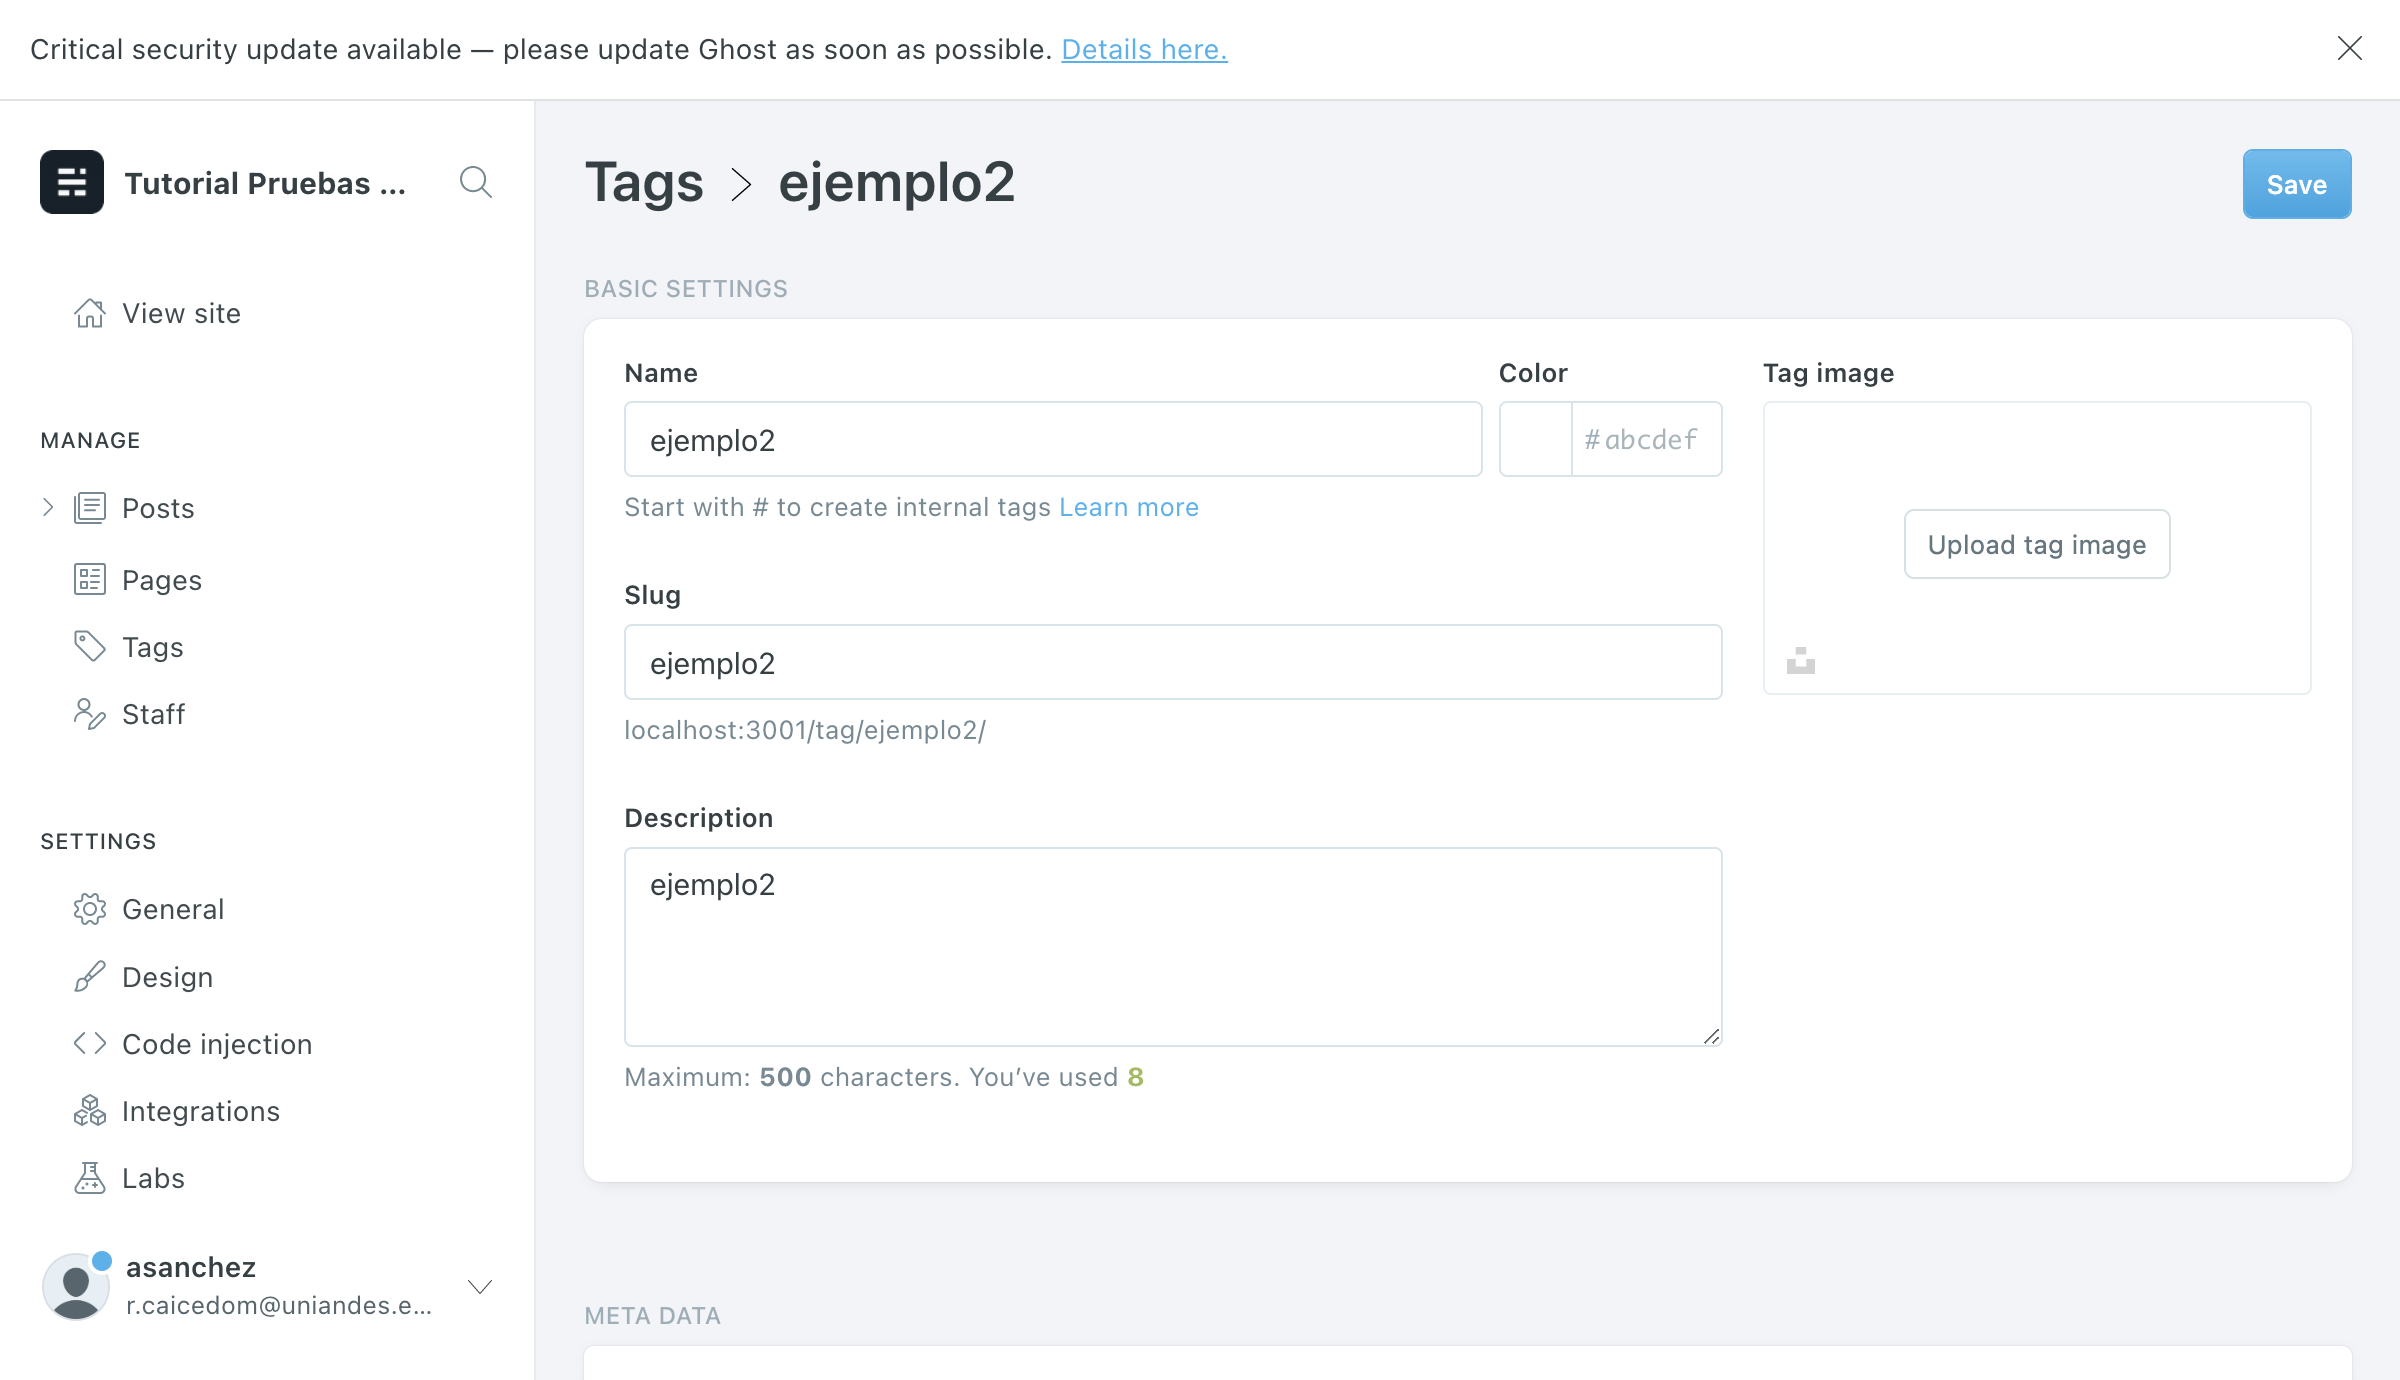 Critical security update available — please update Ghost as soon as possible. Details here.
Tutorial Pruebas ...
View site
MANAGE
Posts
Pages
Tags
Staff
SETTINGS
General
Design
Code injection
Integrations
Labs
asanchez
r.caicedom@uniandes.e...
Tags > ejemplo2
Save
BASIC SETTINGS
Name
ejemplo2
Start with # to create internal tags Learn more
Color
#abcdef
Tag image
Upload tag image
Slug
ejemplo2
localhost:3001/tag/ejemplo2/
Description
ejemplo2
Maximum: 500 characters. You’ve used 8
META DATA